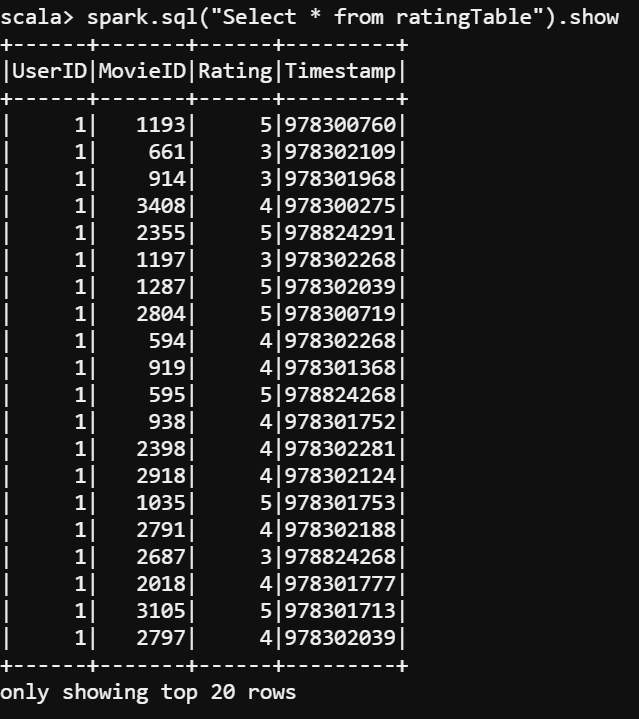 scala> spark.sql("Select * from ratingTable").show
+------+-------+------+---------+
|UserID|MovieID|Rating|Timestamp|
+------+-------+------+---------+
|     1|   1193|     5|978300760|
|     1|    661|     3|978302109|
|     1|    914|     3|978301968|
|     1|   3408|     4|978300275|
|     1|   2355|     5|978824291|
|     1|   1197|     3|978302268|
|     1|   1287|     5|978302039|
|     1|   2804|     5|978300719|
|     1|    594|     4|978302268|
|     1|    919|     4|978301368|
|     1|    595|     5|978824268|
|     1|    938|     4|978301752|
|     1|   2398|     4|978302281|
|     1|   2918|     4|978302124|
|     1|   1035|     5|978301753|
|     1|   2791|     4|978302188|
|     1|   2687|     3|978824268|
|     1|   2018|     4|978301777|
|     1|   3105|     5|978301713|
|     1|   2797|     4|978302039|
+------+-------+------+---------+
only showing top 20 rows